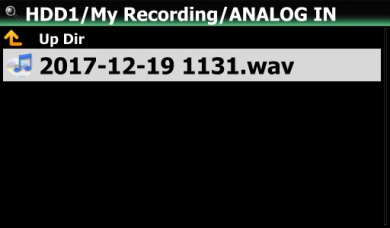 HDD1/My Recording/ANALOG IN
Up Dir
2017-12-19 1131.wav